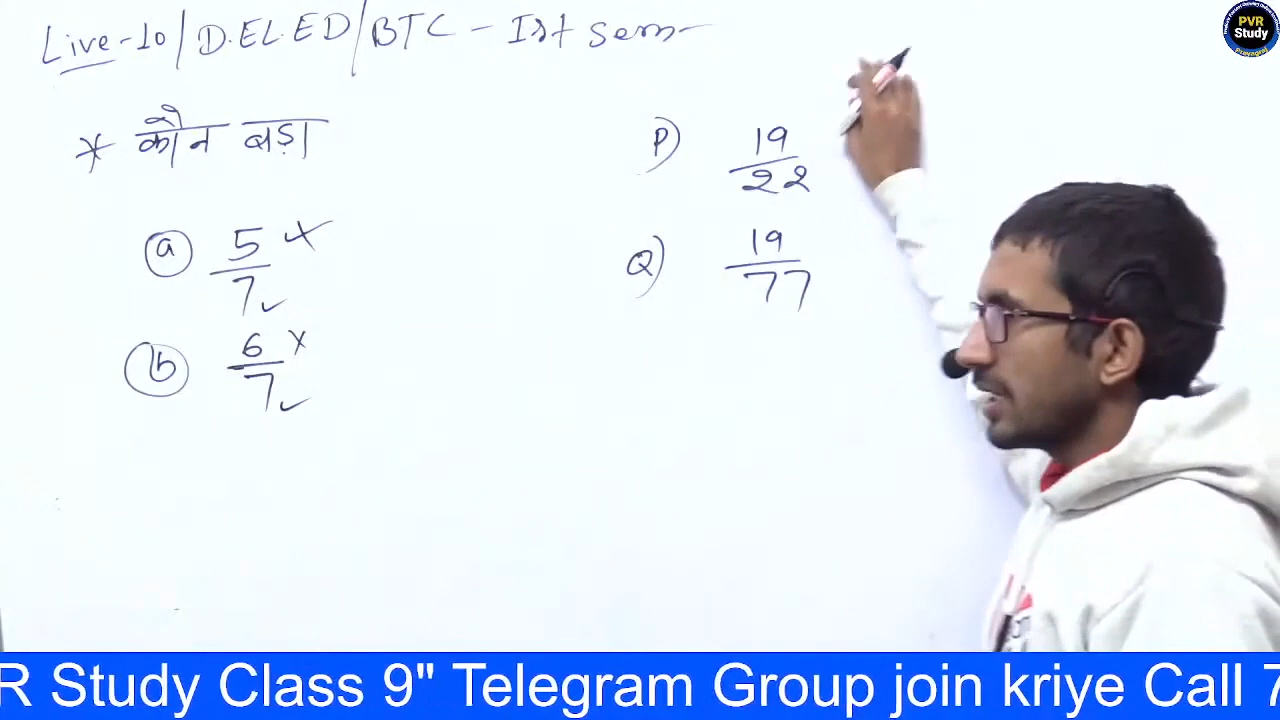 Live-10/D.EL.ED/BTC - Ist Sem
* कौन बड़ा
a 5/7
b 6/7
P) 19/22
Q) 19/77
PVR
Study
Prayagraj
R Study Class 9" Telegram Group join kriye Call 7